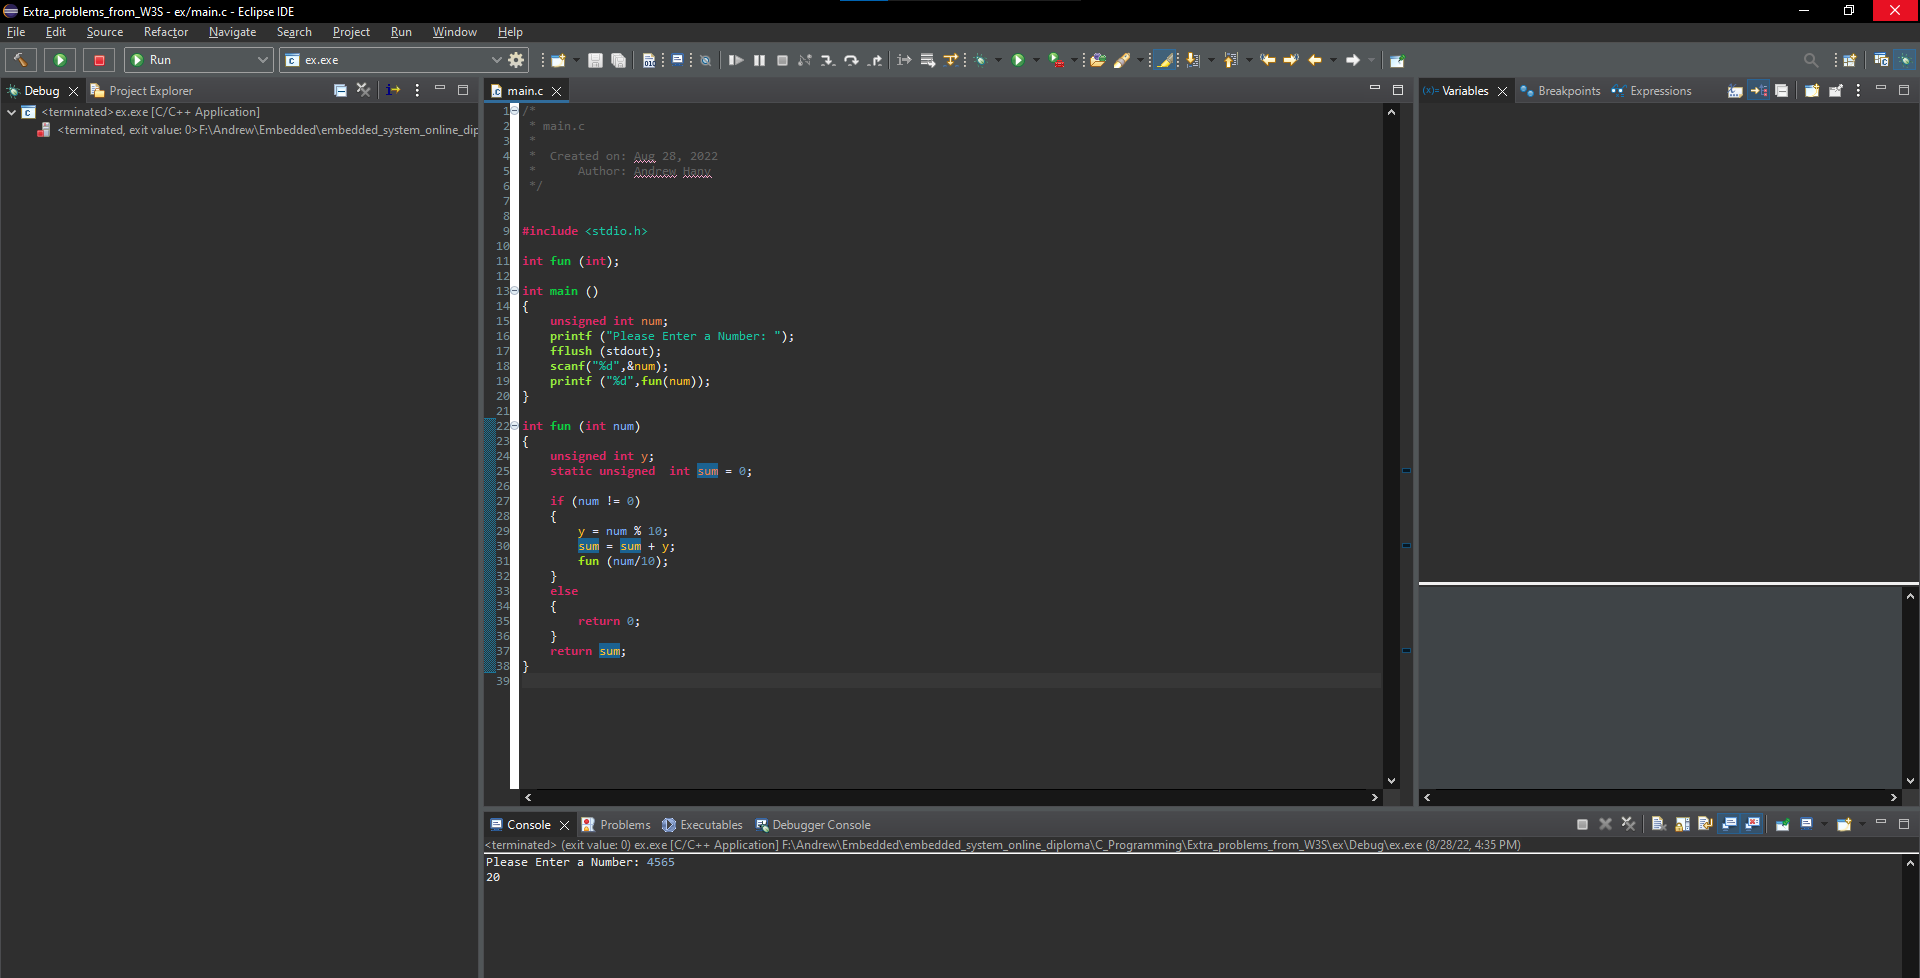 Extra_problems_from_W3S - ex/main.c - Eclipse IDE
File Edit Source Refactor Navigate Search Project Run Window Help
Run ex.exe
Debug Project Explorer
<terminated>ex.exe [C/C++ Application]
<terminated, exit value: 0>F:\Andrew\Embedded\embedded_system_online_dip
main.c
1 /*
2  * main.c
3  *
4  *  Created on: Aug 28, 2022
5  *      Author: Andrew Hany
6  */
7
8
9 #include <stdio.h>
10
11 int fun (int);
12
13 int main ()
14 {
15     unsigned int num;
16     printf ("Please Enter a Number: ");
17     fflush (stdout);
18     scanf("%d",&num);
19     printf ("%d",fun(num));
20 }
21
22 int fun (int num)
23 {
24     unsigned int y;
25     static unsigned  int sum = 0;
26
27     if (num != 0)
28     {
29         y = num % 10;
30         sum = sum + y;
31         fun (num/10);
32     }
33     else
34     {
35         return 0;
36     }
37     return sum;
38 }
39
(x)= Variables Breakpoints Expressions
Console Problems Executables Debugger Console
<terminated> (exit value: 0) ex.exe [C/C++ Application] F:\Andrew\Embedded\embedded_system_online_diploma\C_Programming\Extra_problems_from_W3S\ex\Debug\ex.exe (8/28/22, 4:35 PM)
Please Enter a Number: 4565
20